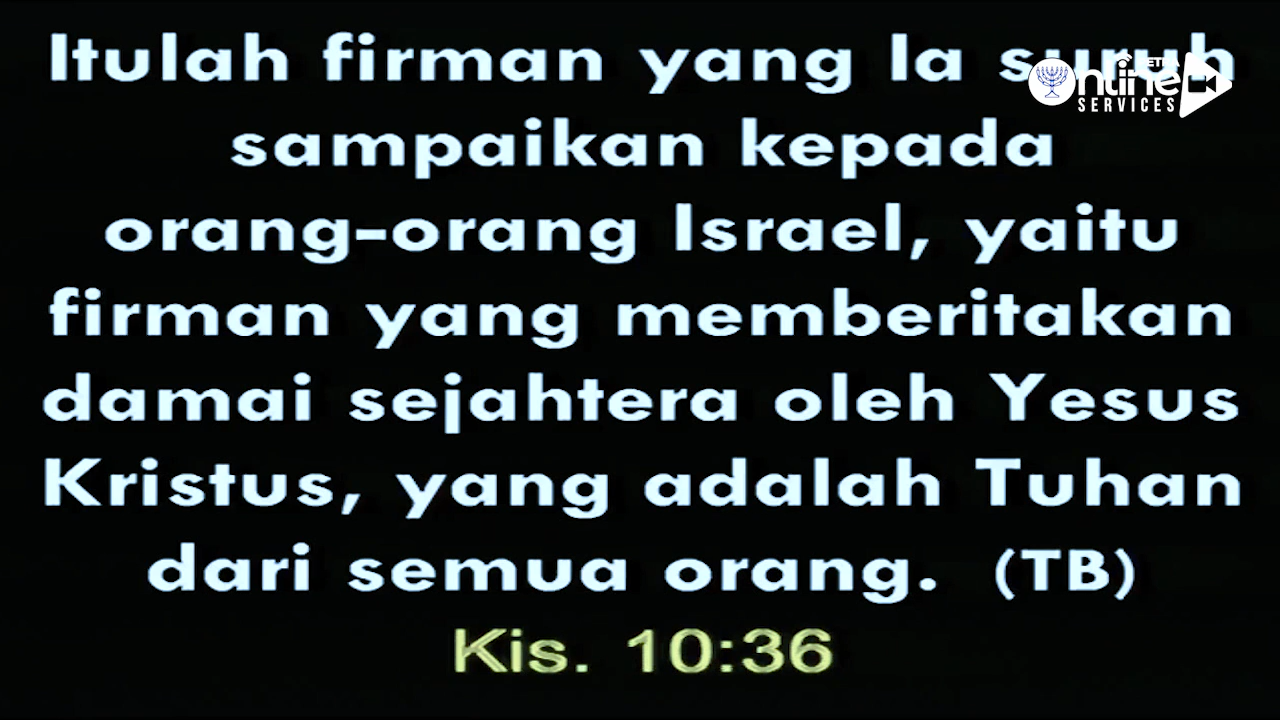 Itulah firman yang Ia suruh
sampaikan kepada
orang-orang Israel, yaitu
firman yang memberitakan
damai sejahtera oleh Yesus
Kristus, yang adalah Tuhan
dari semua orang. (TB)
Kis. 10:36
Online
SERVICES